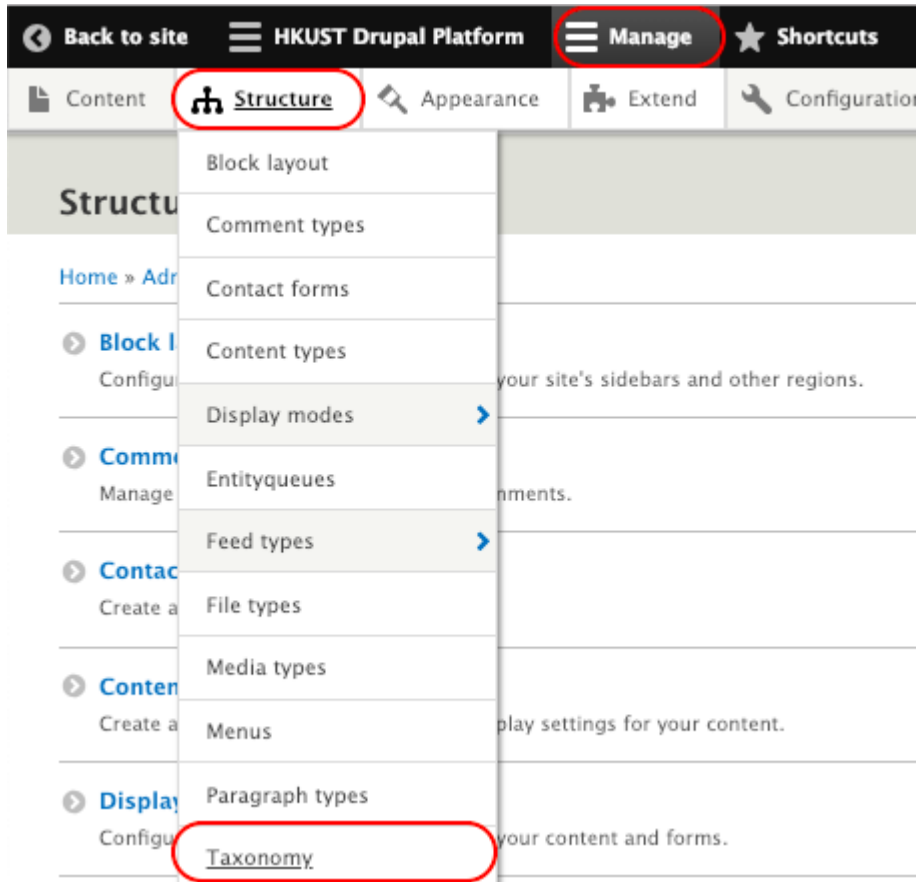 Back to site HKUST Drupal Platform Manage Shortcuts
Content Structure Appearance Extend Configuration
Block layout
Structu
Comment types
Home » Adr
Contact forms
Block l
Content types
Configu your site's sidebars and other regions.
Display modes
Comme
Entityqueues
Manage nments.
Feed types
Contac
Create a
File types
Media types
Conten
Create a play settings for your content.
Menus
Paragraph types
Display
Configu your content and forms.
Taxonomy